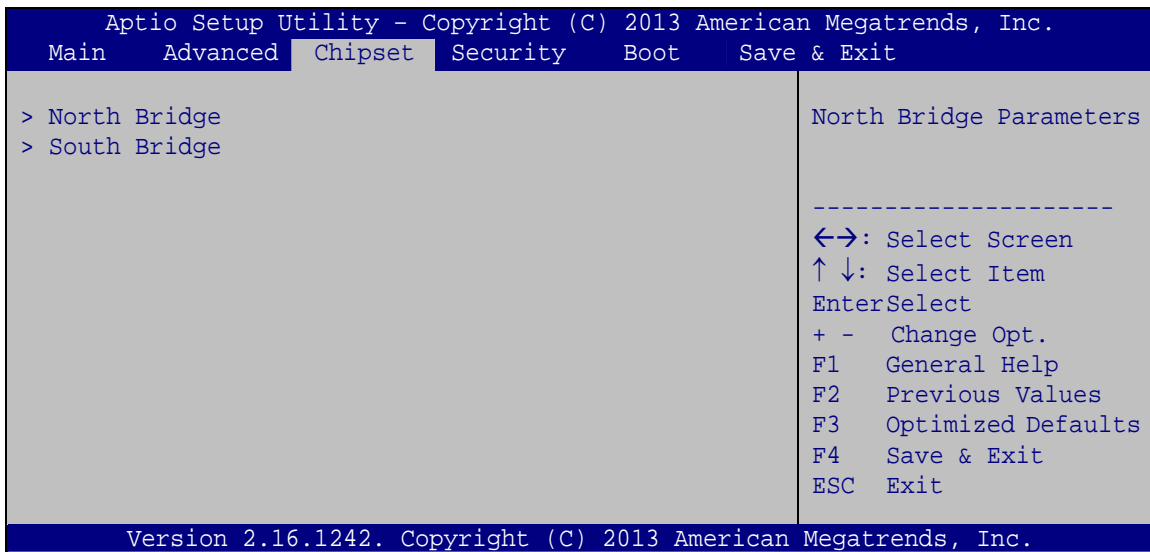 Aptio Setup Utility – Copyright (C) 2013 American Megatrends, Inc.
Main Advanced Chipset Security Boot Save & Exit
> North Bridge
> South Bridge
North Bridge Parameters
---------------------
←→: Select Screen
↑ ↓: Select Item
EnterSelect
+ - Change Opt.
F1 General Help
F2 Previous Values
F3 Optimized Defaults
F4 Save & Exit
ESC Exit
Version 2.16.1242. Copyright (C) 2013 American Megatrends, Inc.